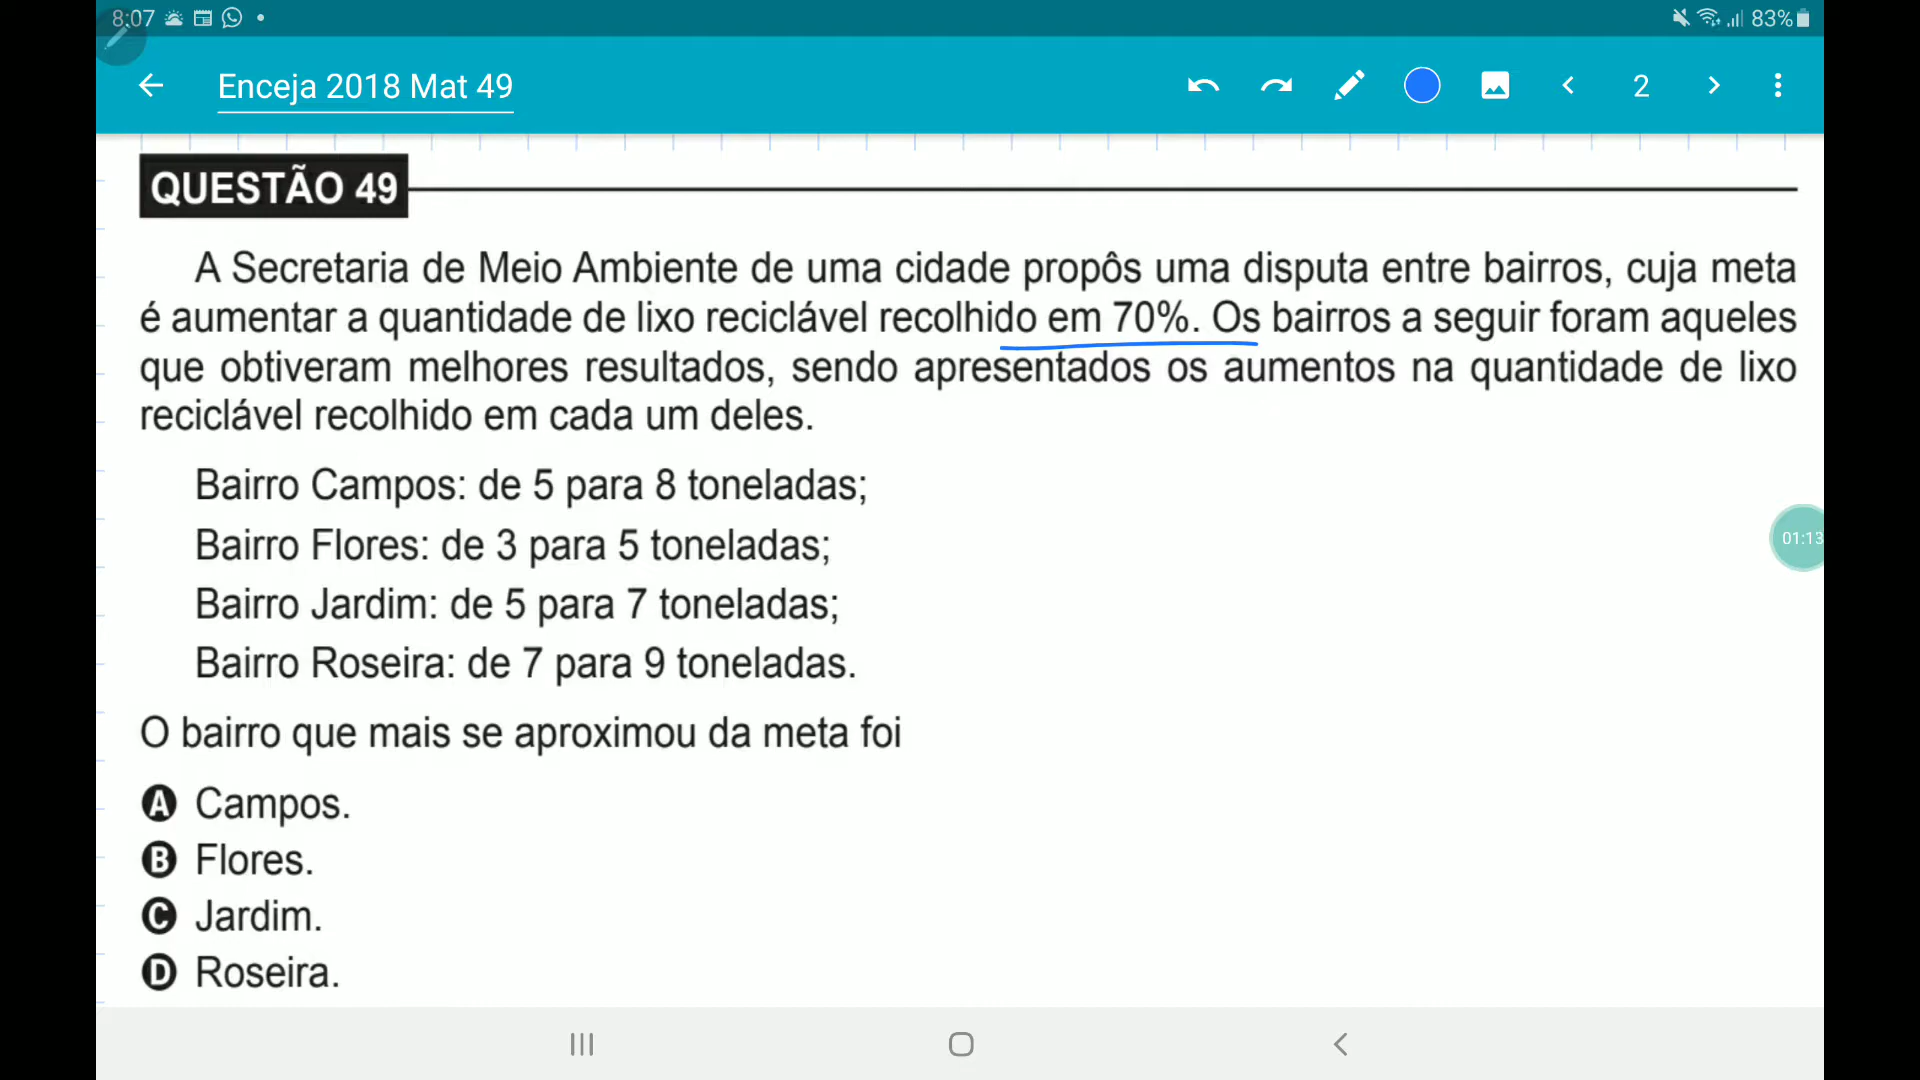 8:07
83%
Enceja 2018 Mat 49
2
QUESTÃO 49
A Secretaria de Meio Ambiente de uma cidade propôs uma disputa entre bairros, cuja meta
é aumentar a quantidade de lixo reciclável recolhido em 70%. Os bairros a seguir foram aqueles
que obtiveram melhores resultados, sendo apresentados os aumentos na quantidade de lixo
reciclável recolhido em cada um deles.
Bairro Campos: de 5 para 8 toneladas;
Bairro Flores: de 3 para 5 toneladas;
01:13
Bairro Jardim: de 5 para 7 toneladas;
Bairro Roseira: de 7 para 9 toneladas.
O bairro que mais se aproximou da meta foi
A Campos.
B Flores.
C Jardim.
D Roseira.